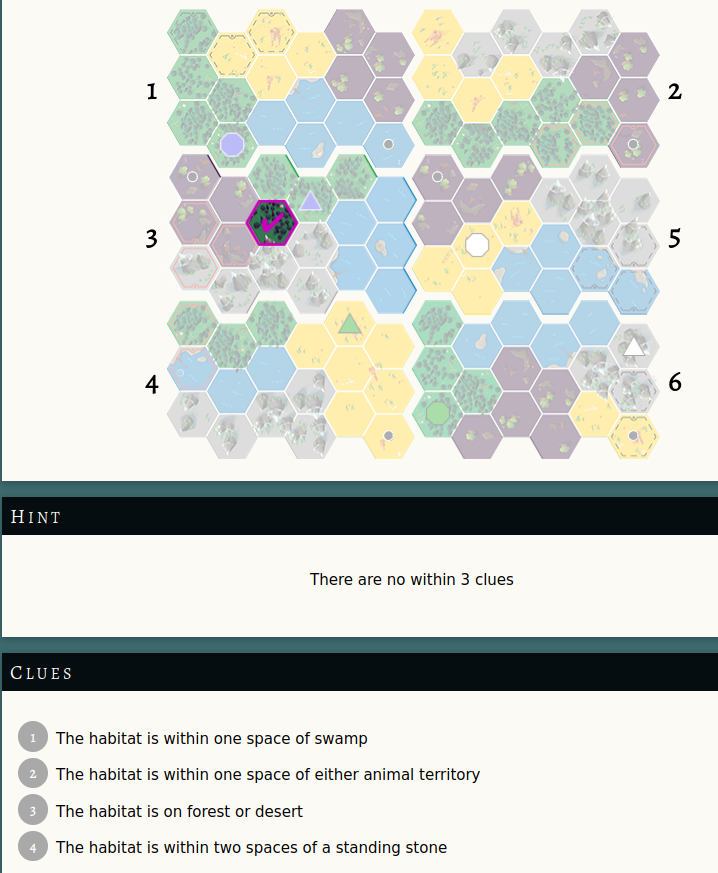 1
2
3
5
4
6
HINT
There are no within 3 clues
CLUES
1 The habitat is within one space of swamp
2 The habitat is within one space of either animal territory
3 The habitat is on forest or desert
4 The habitat is within two spaces of a standing stone